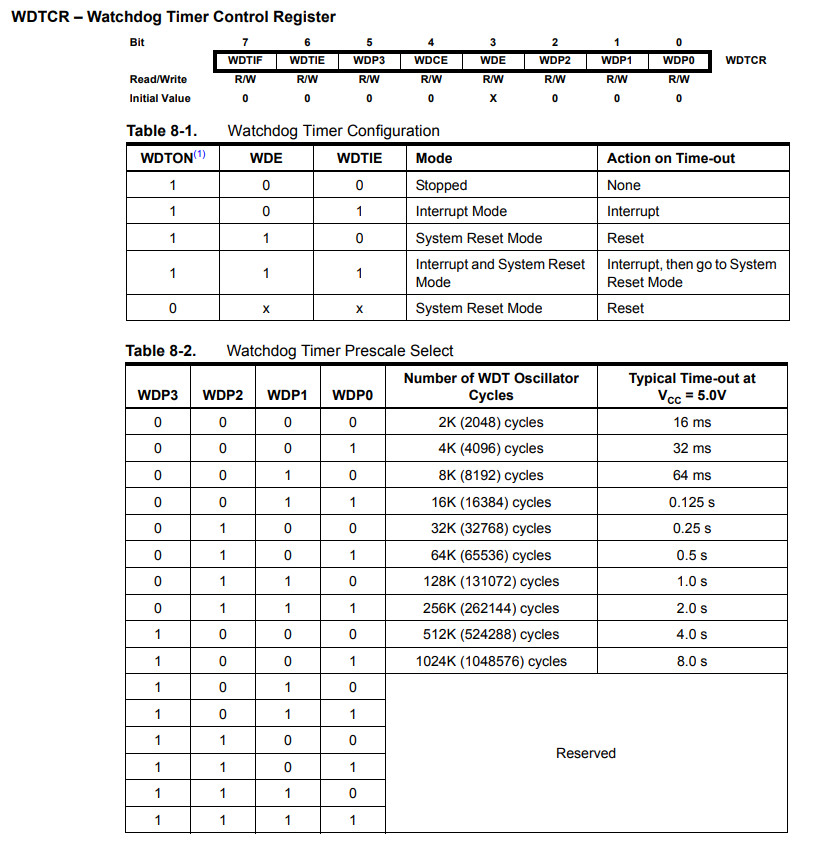 WDTCR – Watchdog Timer Control Register
Bit 7 6 5 4 3 2 1 0
WDTIF WDTIE WDP3 WDCE WDE WDP2 WDP1 WDP0 WDTCR
Read/Write R/W R/W R/W R/W R/W R/W R/W R/W
Initial Value 0 0 0 0 X 0 0 0
Table 8-1. Watchdog Timer Configuration
WDTON(1) WDE WDTIE Mode Action on Time-out
1 0 0 Stopped None
1 0 1 Interrupt Mode Interrupt
1 1 0 System Reset Mode Reset
1 1 1 Interrupt and System Reset Mode Interrupt, then go to System Reset Mode
0 x x System Reset Mode Reset
Table 8-2. Watchdog Timer Prescale Select
WDP3 WDP2 WDP1 WDP0 Number of WDT Oscillator Cycles Typical Time-out at VCC = 5.0V
0 0 0 0 2K (2048) cycles 16 ms
0 0 0 1 4K (4096) cycles 32 ms
0 0 1 0 8K (8192) cycles 64 ms
0 0 1 1 16K (16384) cycles 0.125 s
0 1 0 0 32K (32768) cycles 0.25 s
0 1 0 1 64K (65536) cycles 0.5 s
0 1 1 0 128K (131072) cycles 1.0 s
0 1 1 1 256K (262144) cycles 2.0 s
1 0 0 0 512K (524288) cycles 4.0 s
1 0 0 1 1024K (1048576) cycles 8.0 s
1 0 1 0
1 0 1 1
1 1 0 0
Reserved
1 1 0 1
1 1 1 0
1 1 1 1